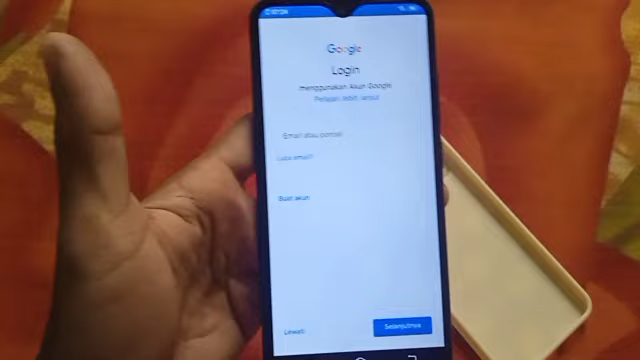 Google
Login
menggunakan Akun Google
Pelajari lebih lanjut
Email atau ponsel
Lupa email?
Buat akun
Lewati
Selanjutnya